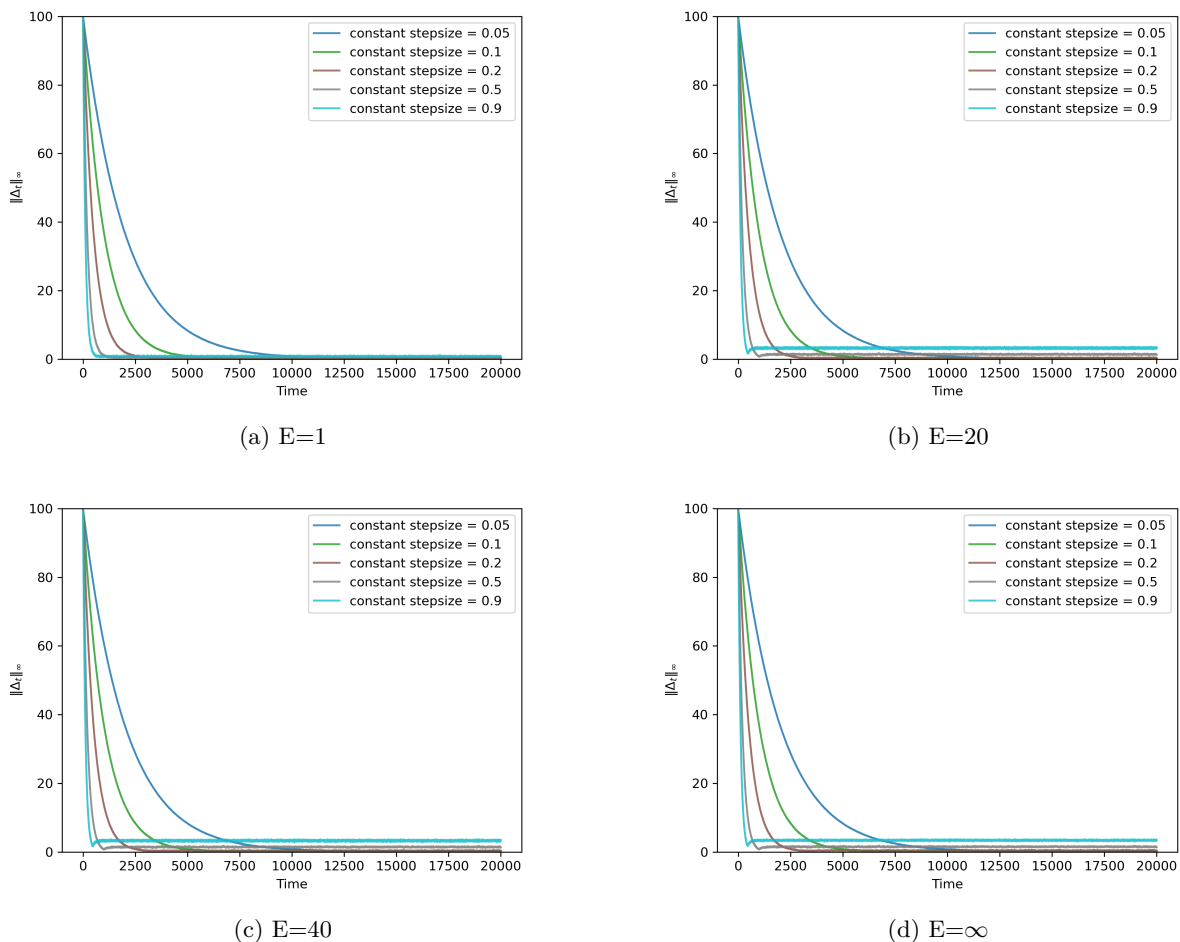 100
80
60
40
20
0
‖Δt‖∞
constant stepsize = 0.05
constant stepsize = 0.1
constant stepsize = 0.2
constant stepsize = 0.5
constant stepsize = 0.9
0 2500 5000 7500 10000 12500 15000 17500 20000
Time
(a) E=1
100
80
60
40
20
0
‖Δt‖∞
constant stepsize = 0.05
constant stepsize = 0.1
constant stepsize = 0.2
constant stepsize = 0.5
constant stepsize = 0.9
0 2500 5000 7500 10000 12500 15000 17500 20000
Time
(b) E=20
100
80
60
40
20
0
‖Δt‖∞
constant stepsize = 0.05
constant stepsize = 0.1
constant stepsize = 0.2
constant stepsize = 0.5
constant stepsize = 0.9
0 2500 5000 7500 10000 12500 15000 17500 20000
Time
(c) E=40
100
80
60
40
20
0
‖Δt‖∞
constant stepsize = 0.05
constant stepsize = 0.1
constant stepsize = 0.2
constant stepsize = 0.5
constant stepsize = 0.9
0 2500 5000 7500 10000 12500 15000 17500 20000
Time
(d) E=∞